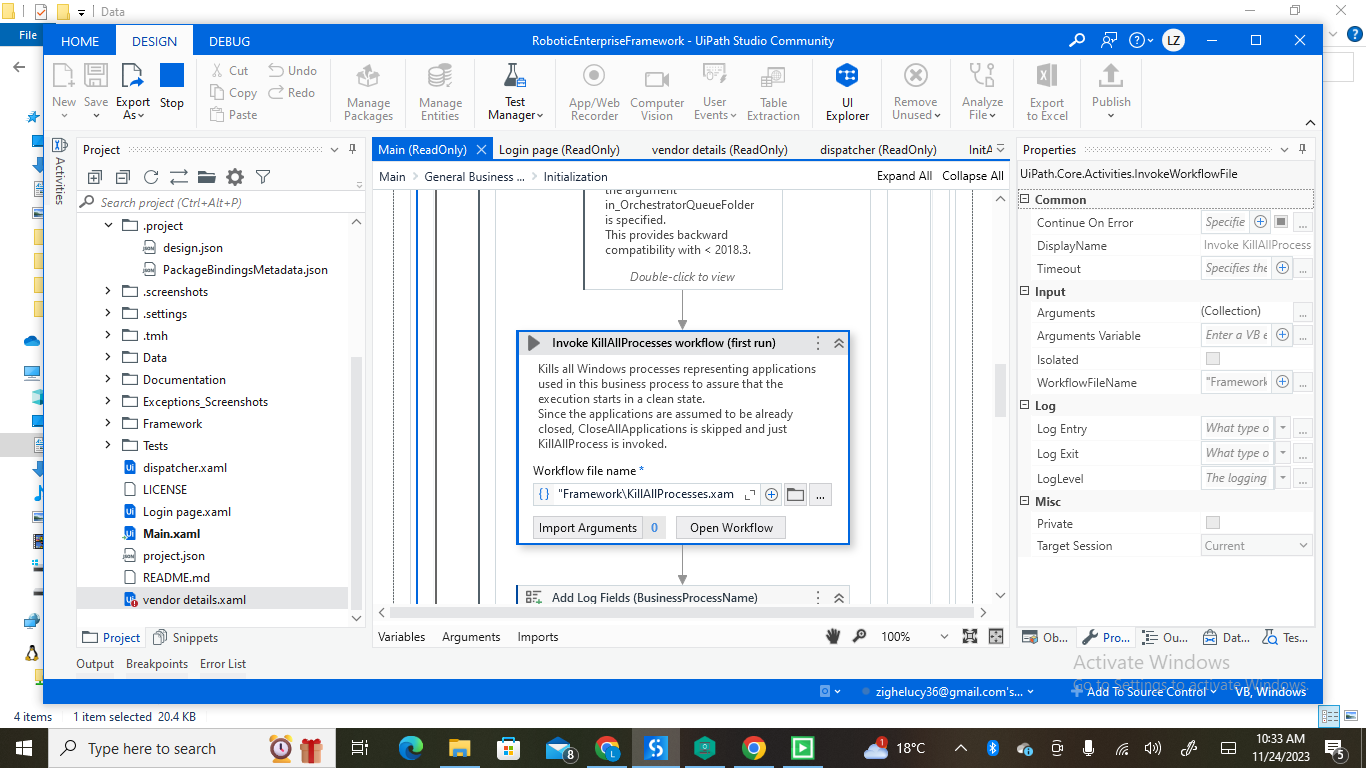 Data
File
HOME
DESIGN
DEBUG
RoboticEnterpriseFramework - UiPath Studio Community
LZ
New
Save
Export As
Stop
Cut
Copy
Paste
Undo
Redo
Manage Packages
Manage Entities
Test Manager
App/Web Recorder
Computer Vision
User Events
Table Extraction
UI Explorer
Remove Unused
Analyze File
Export to Excel
Publish
Activities
Project
Search project (Ctrl+Alt+P)
.project
design.json
PackageBindingsMetadata.json
.screenshots
.settings
.tmh
Data
Documentation
Exceptions_Screenshots
Framework
Tests
dispatcher.xaml
LICENSE
Login page.xaml
Main.xaml
project.json
README.md
vendor details.xaml
Project
Snippets
Output
Breakpoints
Error List
Main (ReadOnly)
Login page (ReadOnly)
vendor details (ReadOnly)
dispatcher (ReadOnly)
InitA
Main > General Business ... > Initialization
Expand All
Collapse All
the argument
in_OrchestratorQueueFolder
is specified.
This provides backward
compatibility with < 2018.3.
Double-click to view
Invoke KillAllProcesses workflow (first run)
Kills all Windows processes representing applications
used in this business process to assure that the
execution starts in a clean state.
Since the applications are assumed to be already
closed, CloseAllApplications is skipped and just
KillAllProcess is invoked.
Workflow file name *
"Framework\KillAllProcesses.xam
...
Import Arguments
0
Open Workflow
Add Log Fields (BusinessProcessName)
Variables
Arguments
Imports
100%
Properties
UiPath.Core.Activities.InvokeWorkflowFile
Common
Continue On Error
Specifie
DisplayName
Invoke KillAllProcess
Timeout
Specifies the
Input
Arguments
(Collection)
Arguments Variable
Enter a VB e
Isolated
WorkflowFileName
"Framework
Log
Log Entry
What type o
Log Exit
What type o
LogLevel
The logging
Misc
Private
Target Session
Current
Ob...
Pro...
Ou...
Dat...
Tes...
Activate Windows
Go to Settings to activate Windows.
zighelucy36@gmail.com's...
Add To Source Control
VB, Windows
4 items
1 item selected 20.4 KB
Type here to search
8
18°C
10:33 AM
11/24/2023
5